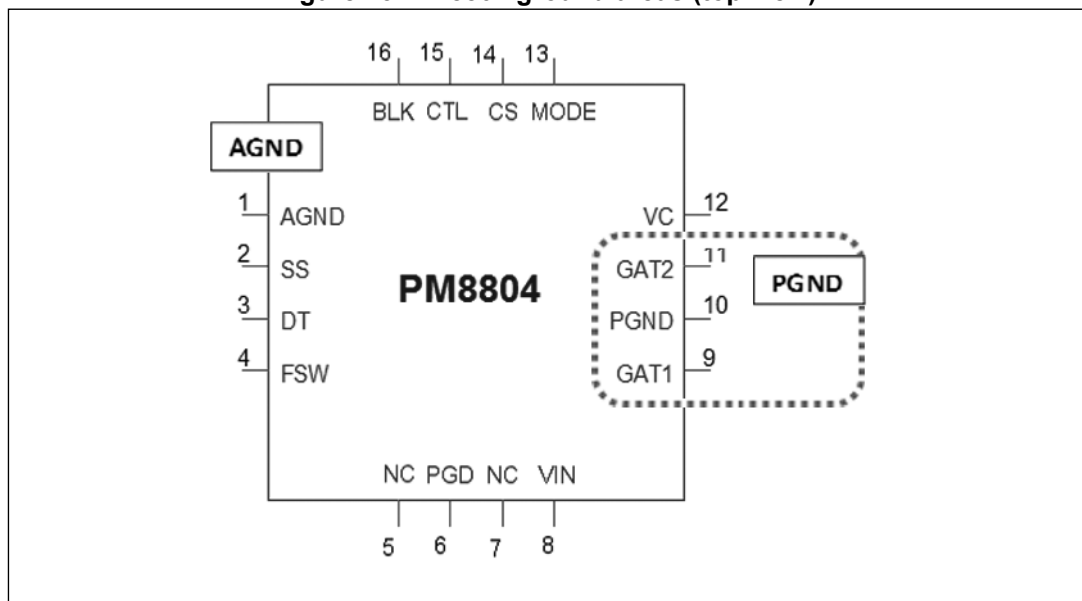 16 15 14 13
BLK CTL CS MODE
AGND
1 AGND
VC 12
2 SS
GAT2 11
PGND
PM8804
3 DT
PGND 10
4 FSW
GAT1 9
NC PGD NC VIN
5 6 7 8